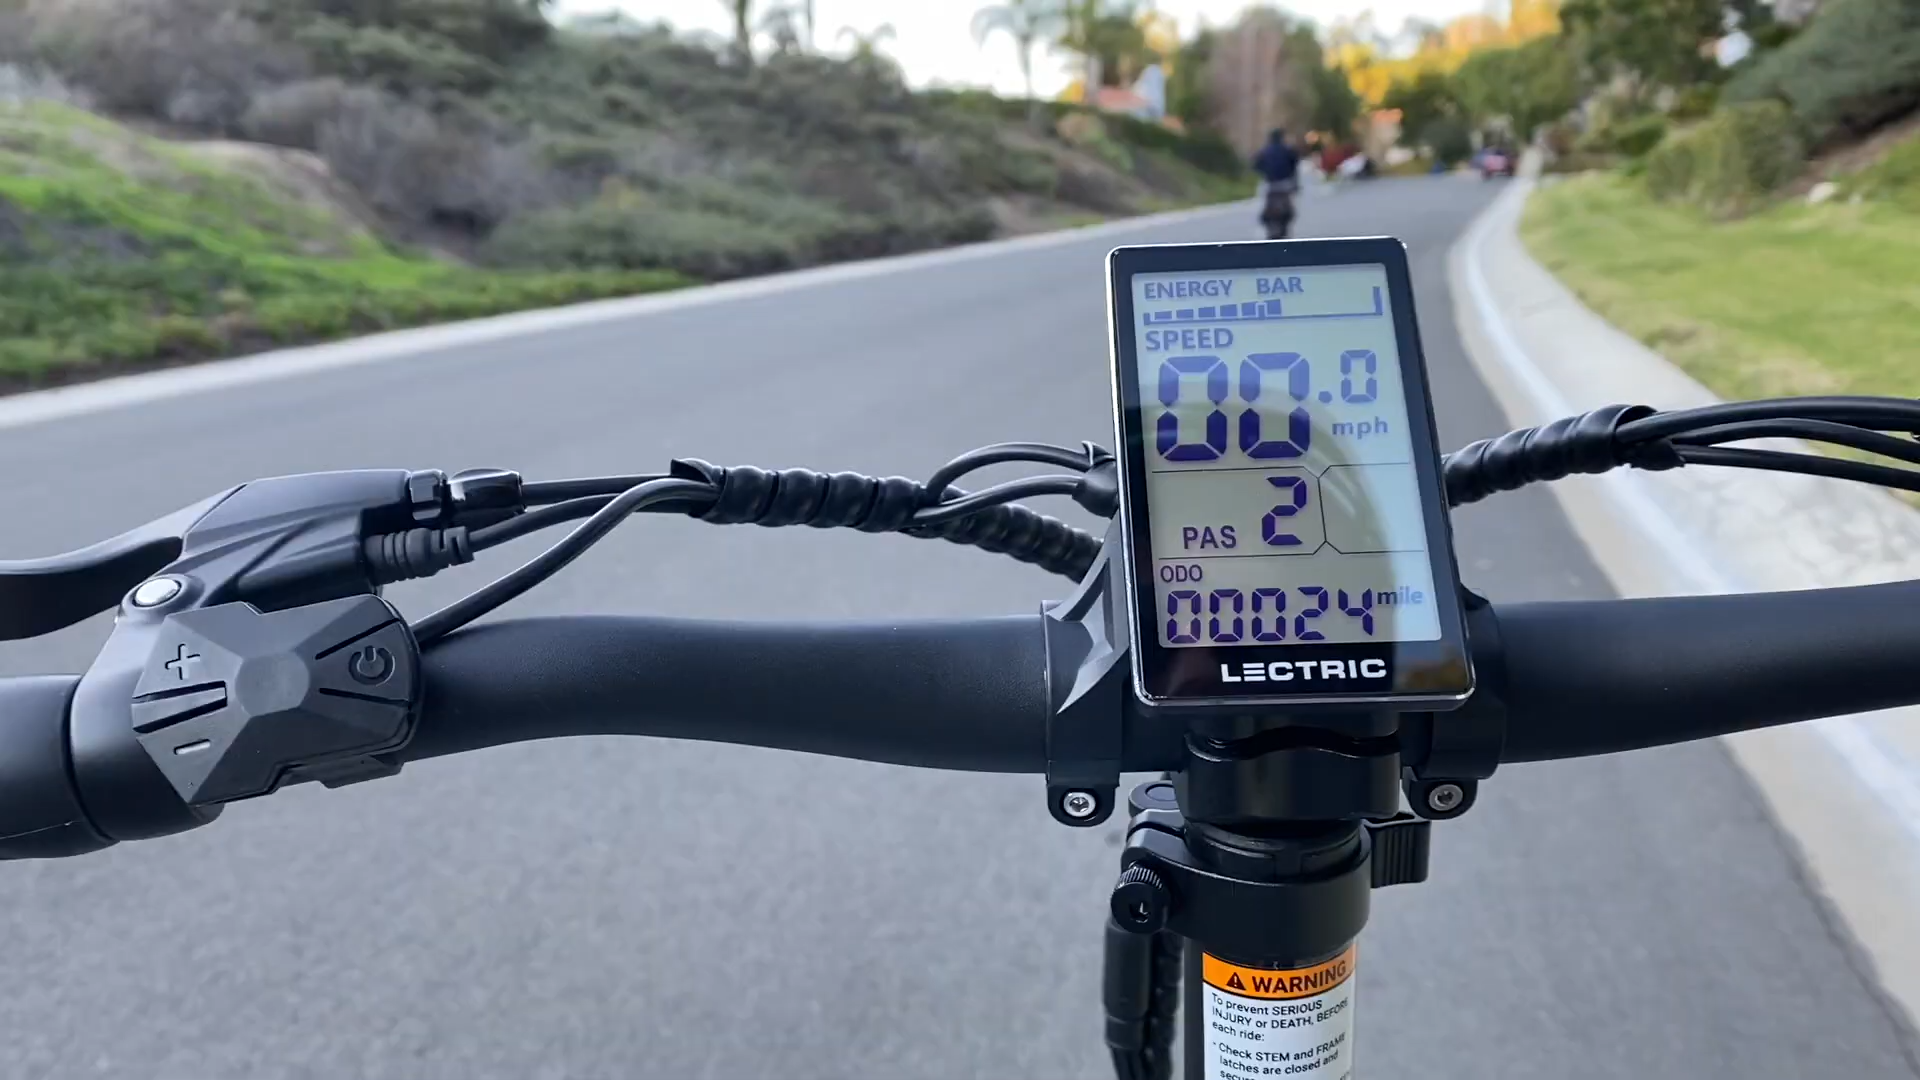 ENERGY BAR
SPEED
00.0
mph
PAS 2
ODO
00024 mile
LECTRIC
+
-
WARNING
To prevent SERIOUS
INJURY or DEATH, BEFORE
each ride:
- Check STEM and FRAME
latches are closed and